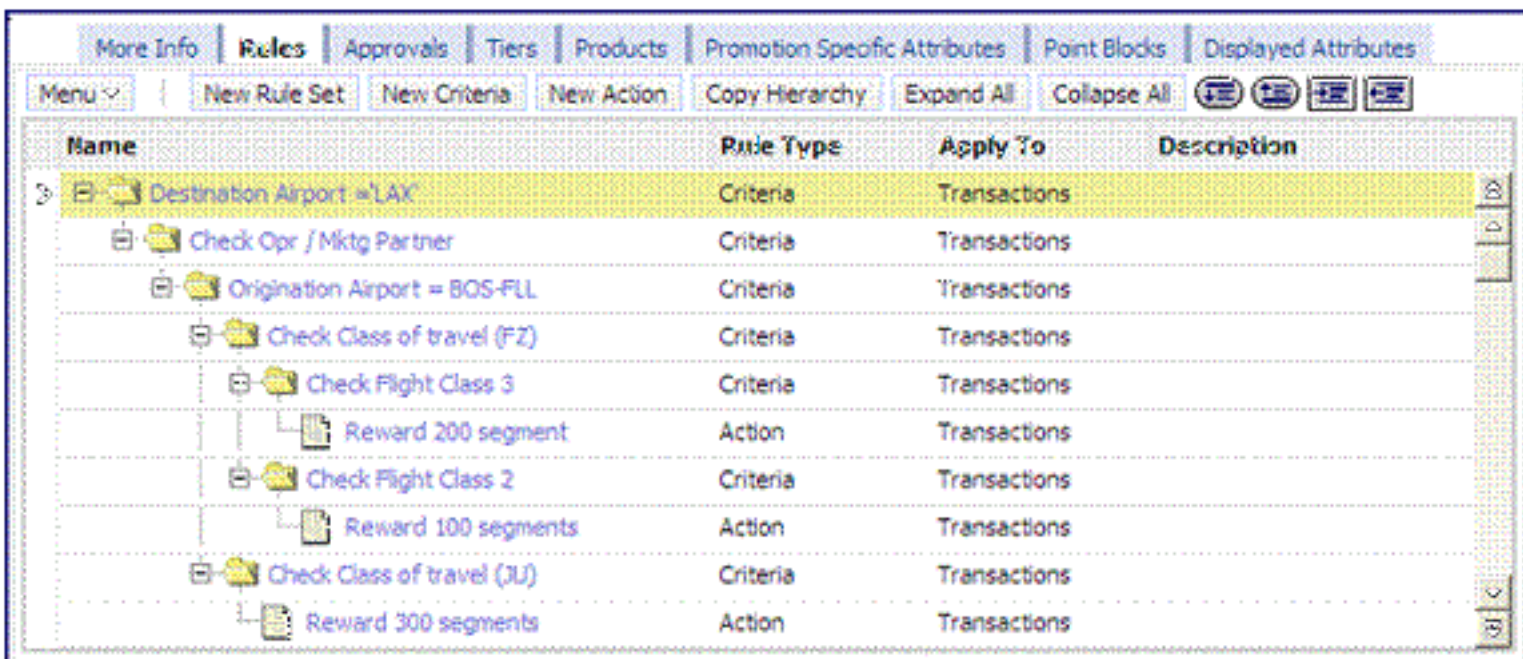 More Info Rules Approvals Tiers Products Promotion Specific Attributes Point Blocks Displayed Attributes
Menu New Rule Set New Criteria New Action Copy Hierarchy Expand All Collapse All
Name Rule Type Apply To Description
Destination Airport ='LAX' Criteria Transactions
Check Opr / Mktg Partner Criteria Transactions
Origination Airport = BOS-FLL Criteria Transactions
Check Class of travel (FZ) Criteria Transactions
Check Flight Class 3 Criteria Transactions
Reward 200 segment Action Transactions
Check Flight Class 2 Criteria Transactions
Reward 100 segments Action Transactions
Check Class of travel (JU) Criteria Transactions
Reward 300 segments Action Transactions